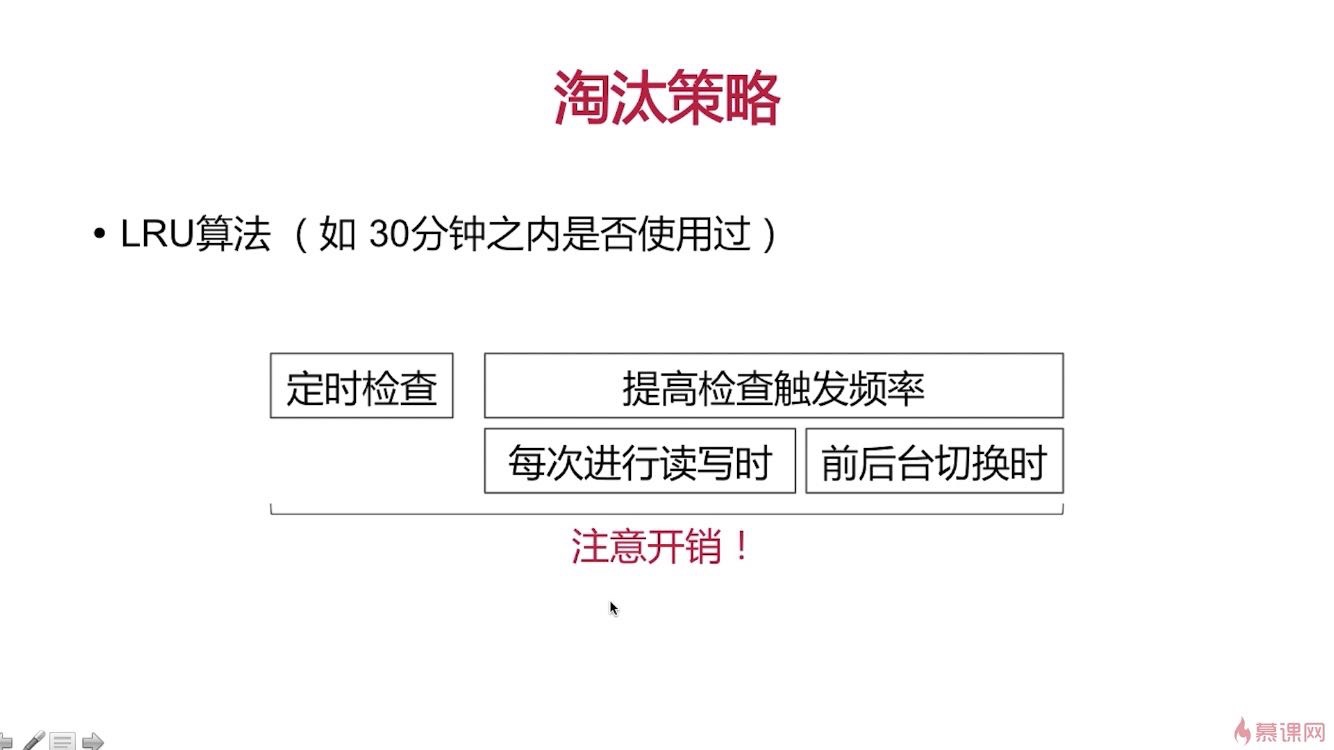 淘汰策略
• LRU算法 （如 30分钟之内是否使用过）
定时检查 提高检查触发频率
每次进行读写时 前后台切换时
注意开销！
慕课网